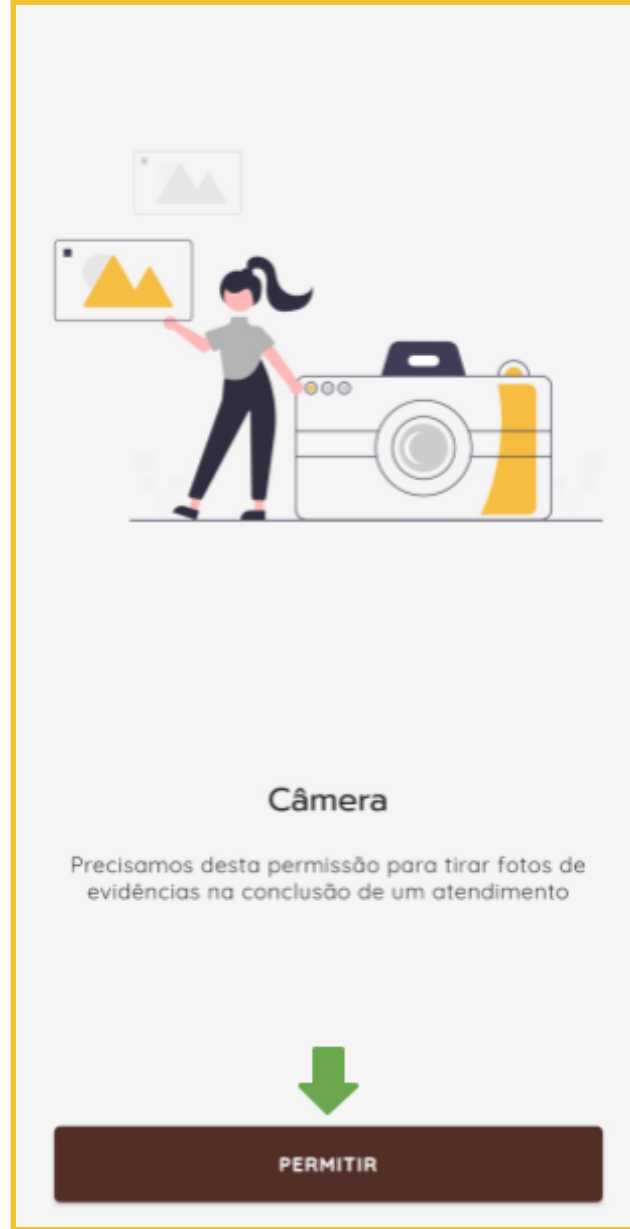 Câmera
Precisamos desta permissão para tirar fotos de
evidências na conclusão de um atendimento
PERMITIR